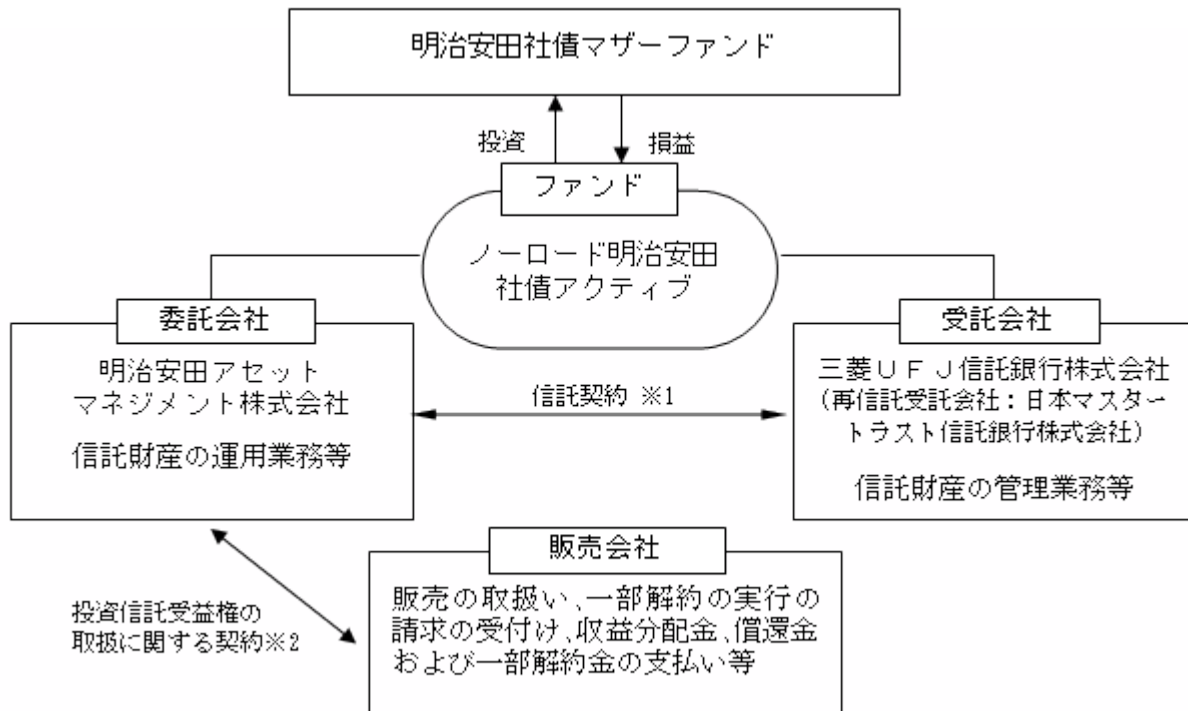 明治安田社債マザーファンド
投資
損益
ファンド
ノーロード明治安田
社債アクティブ
委託会社
明治安田アセット
マネジメント株式会社
信託財産の運用業務等
信託契約 ※1
受託会社
三菱UFJ信託銀行株式会社
(再信託受託会社:日本マスター
トラスト信託銀行株式会社)
信託財産の管理業務等
投資信託受益権の
取扱に関する契約※2
販売会社
販売の取扱い、一部解約の実行の
請求の受付け、収益分配金、償還金
および一部解約金の支払い等